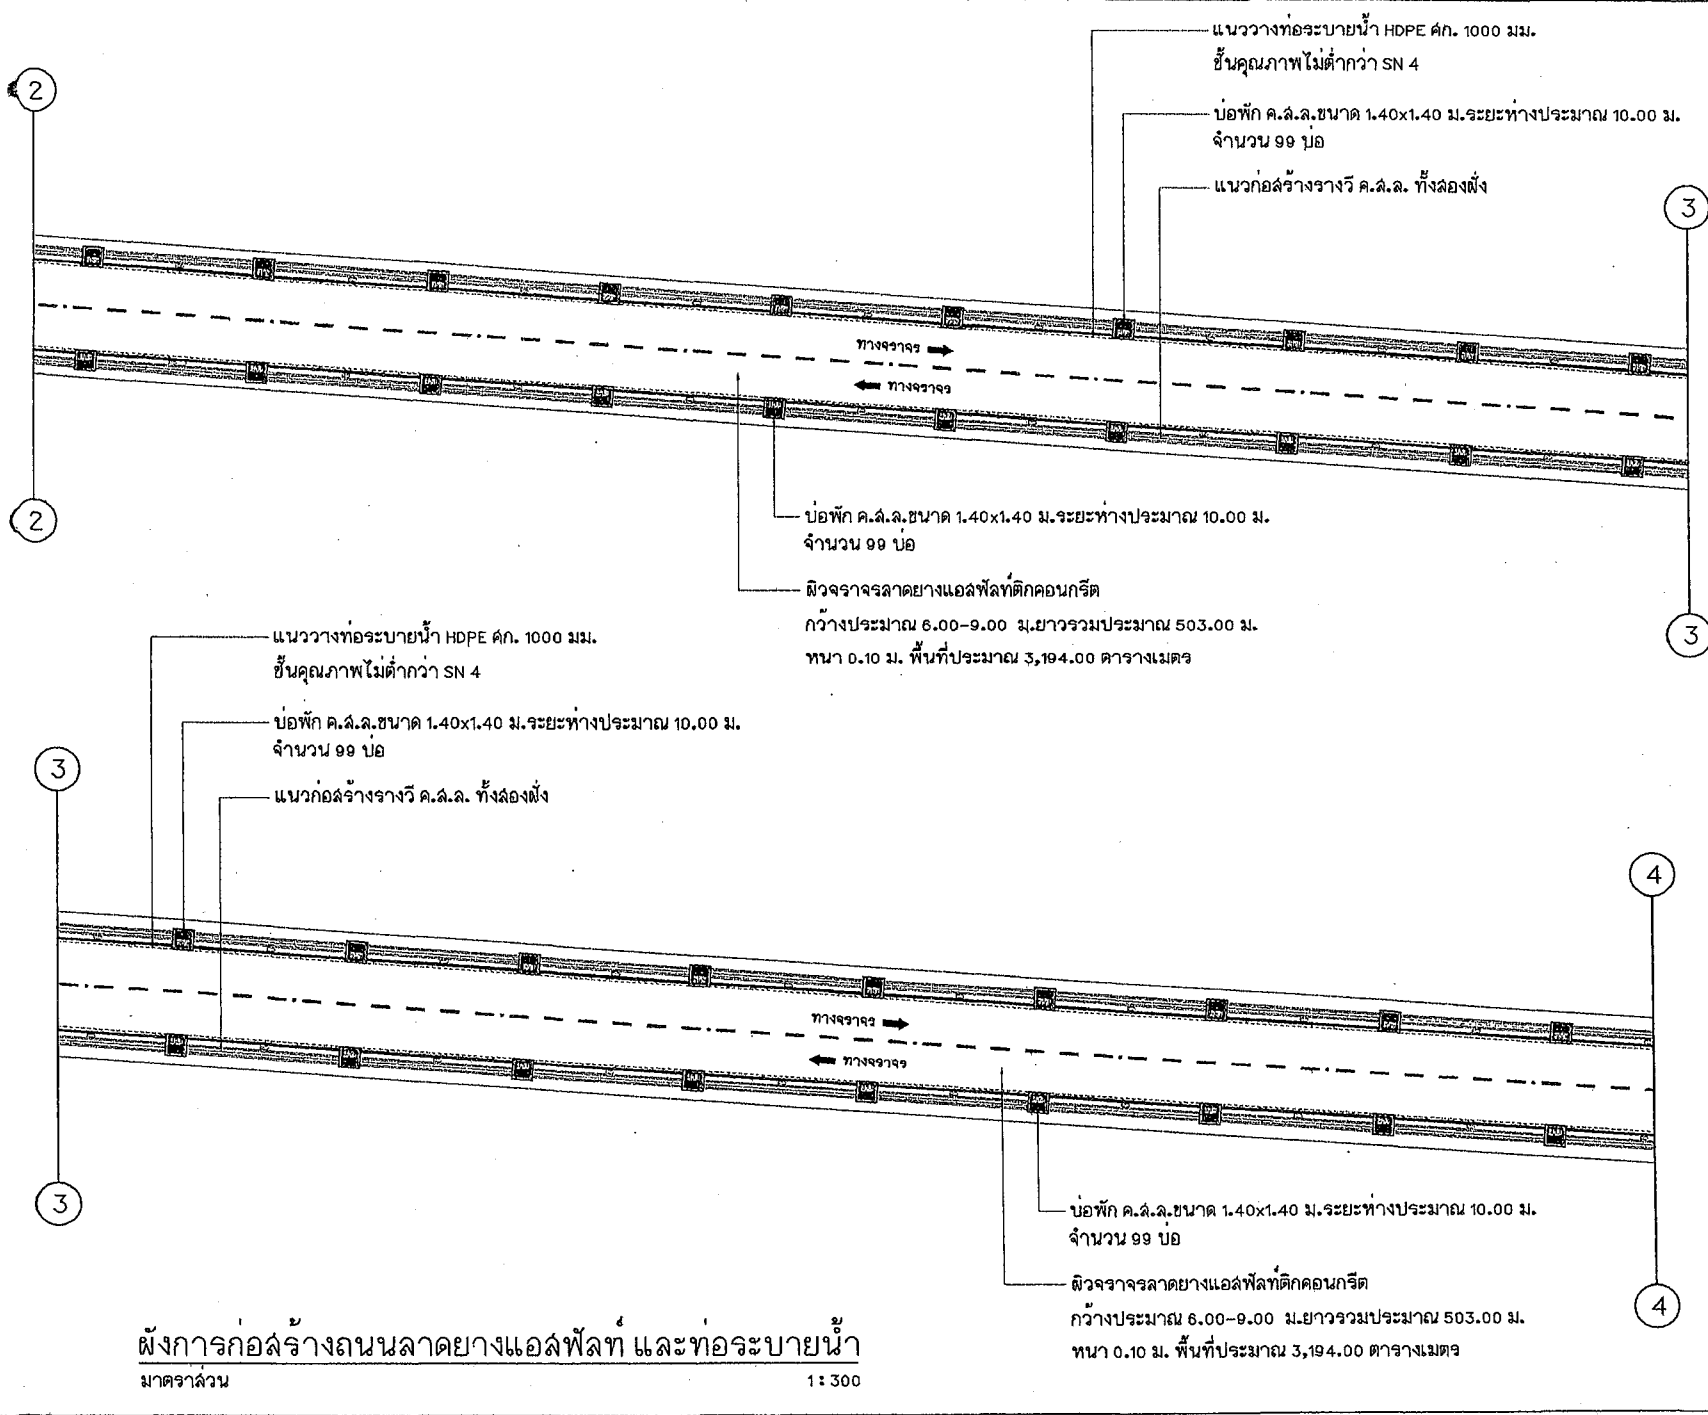 แนววางท่อระบายน้ำ HDPE ศก. 1000 มม.
ชั้นคุณภาพไม่ต่ำกว่า SN 4
2
บ่อพัก ค.ส.ล.ขนาด 1.40x1.40 ม.ระยะห่างประมาณ 10.00 ม.
จำนวน 99 บ่อ
แนวก่อสร้างรางวี ค.ส.ล. ทั้งสองฝั่ง
3
ทางจราจร
ทางจราจร
2
บ่อพัก ค.ส.ล.ขนาด 1.40x1.40 ม.ระยะห่างประมาณ 10.00 ม.
จำนวน 99 บ่อ
ผิวจราจรลาดยางแอสฟัลท์ติกคอนกรีต
กว้างประมาณ 6.00-9.00 ม.ยาวรวมประมาณ 503.00 ม.
หนา 0.10 ม. พื้นที่ประมาณ 3,194.00 ตารางเมตร
3
แนววางท่อระบายน้ำ HDPE ศก. 1000 มม.
ชั้นคุณภาพไม่ต่ำกว่า SN 4
บ่อพัก ค.ส.ล.ขนาด 1.40x1.40 ม.ระยะห่างประมาณ 10.00 ม.
จำนวน 99 บ่อ
3
แนวก่อสร้างรางวี ค.ส.ล. ทั้งสองฝั่ง
4
ทางจราจร
ทางจราจร
3
บ่อพัก ค.ส.ล.ขนาด 1.40x1.40 ม.ระยะห่างประมาณ 10.00 ม.
จำนวน 99 บ่อ
ผิวจราจรลาดยางแอสฟัลท์ติกคอนกรีต
กว้างประมาณ 6.00-9.00 ม.ยาวรวมประมาณ 503.00 ม.
หนา 0.10 ม. พื้นที่ประมาณ 3,194.00 ตารางเมตร
4
ผังการก่อสร้างถนนลาดยางแอสฟัลท์ และท่อระบายน้ำ
มาตราส่วน 1:300